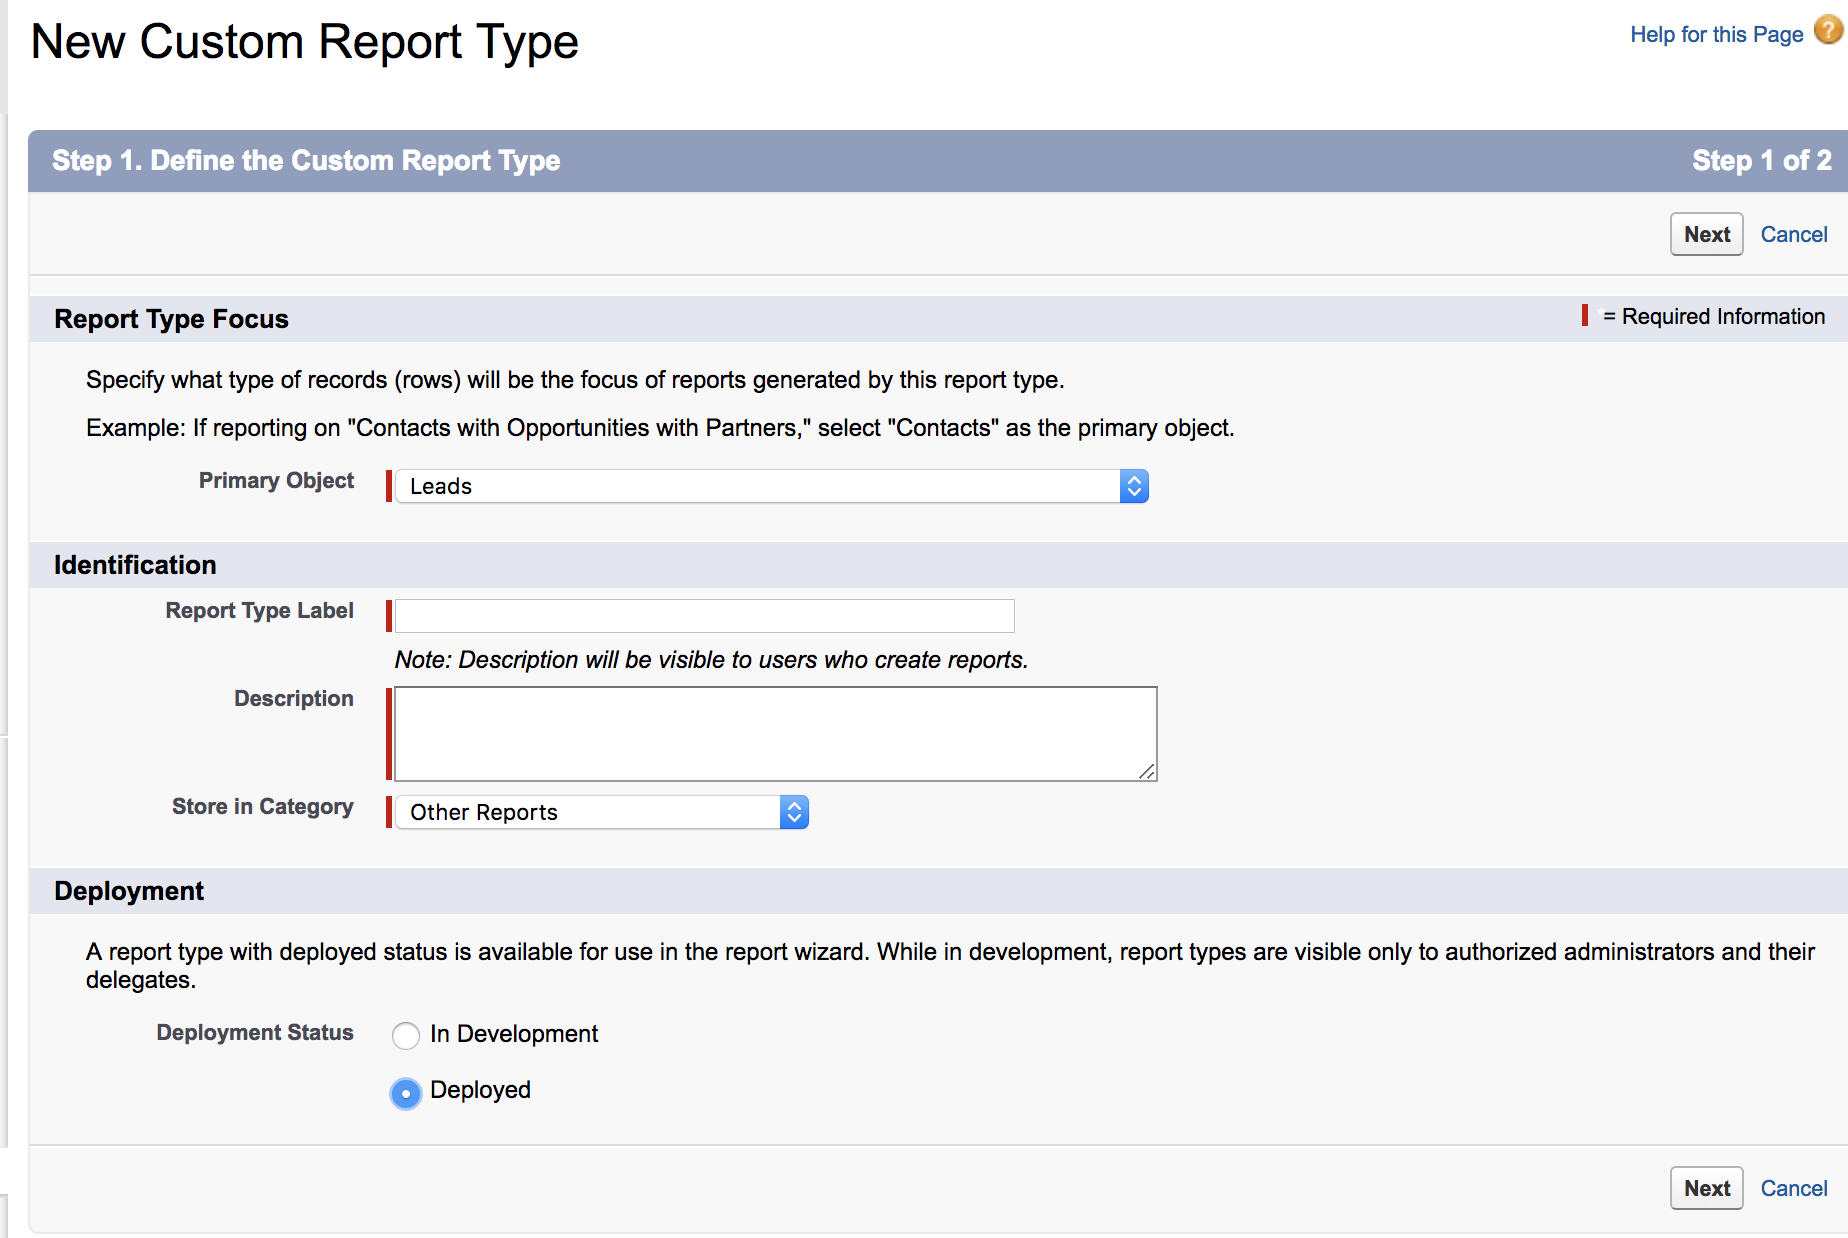 New Custom Report Type
Help for this Page ?
Step 1. Define the Custom Report Type
Step 1 of 2
Next Cancel
Report Type Focus
= Required Information
Specify what type of records (rows) will be the focus of reports generated by this report type.
Example: If reporting on "Contacts with Opportunities with Partners," select "Contacts" as the primary object.
Primary Object
Leads
Identification
Report Type Label
Note: Description will be visible to users who create reports.
Description
Store in Category
Other Reports
Deployment
A report type with deployed status is available for use in the report wizard. While in development, report types are visible only to authorized administrators and their
delegates.
Deployment Status
In Development
Deployed
Next Cancel